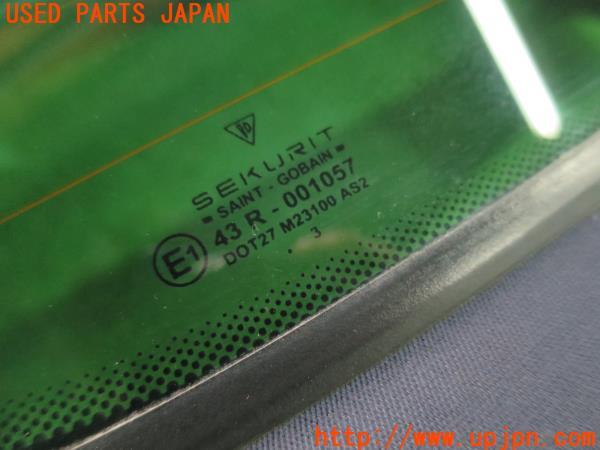 USED PARTS JAPAN
SEKURIT
SAINT - GOBAIN
E1
43 R - 001057
DOT27 M23100 AS2
. 3
http://www.upjpn.com